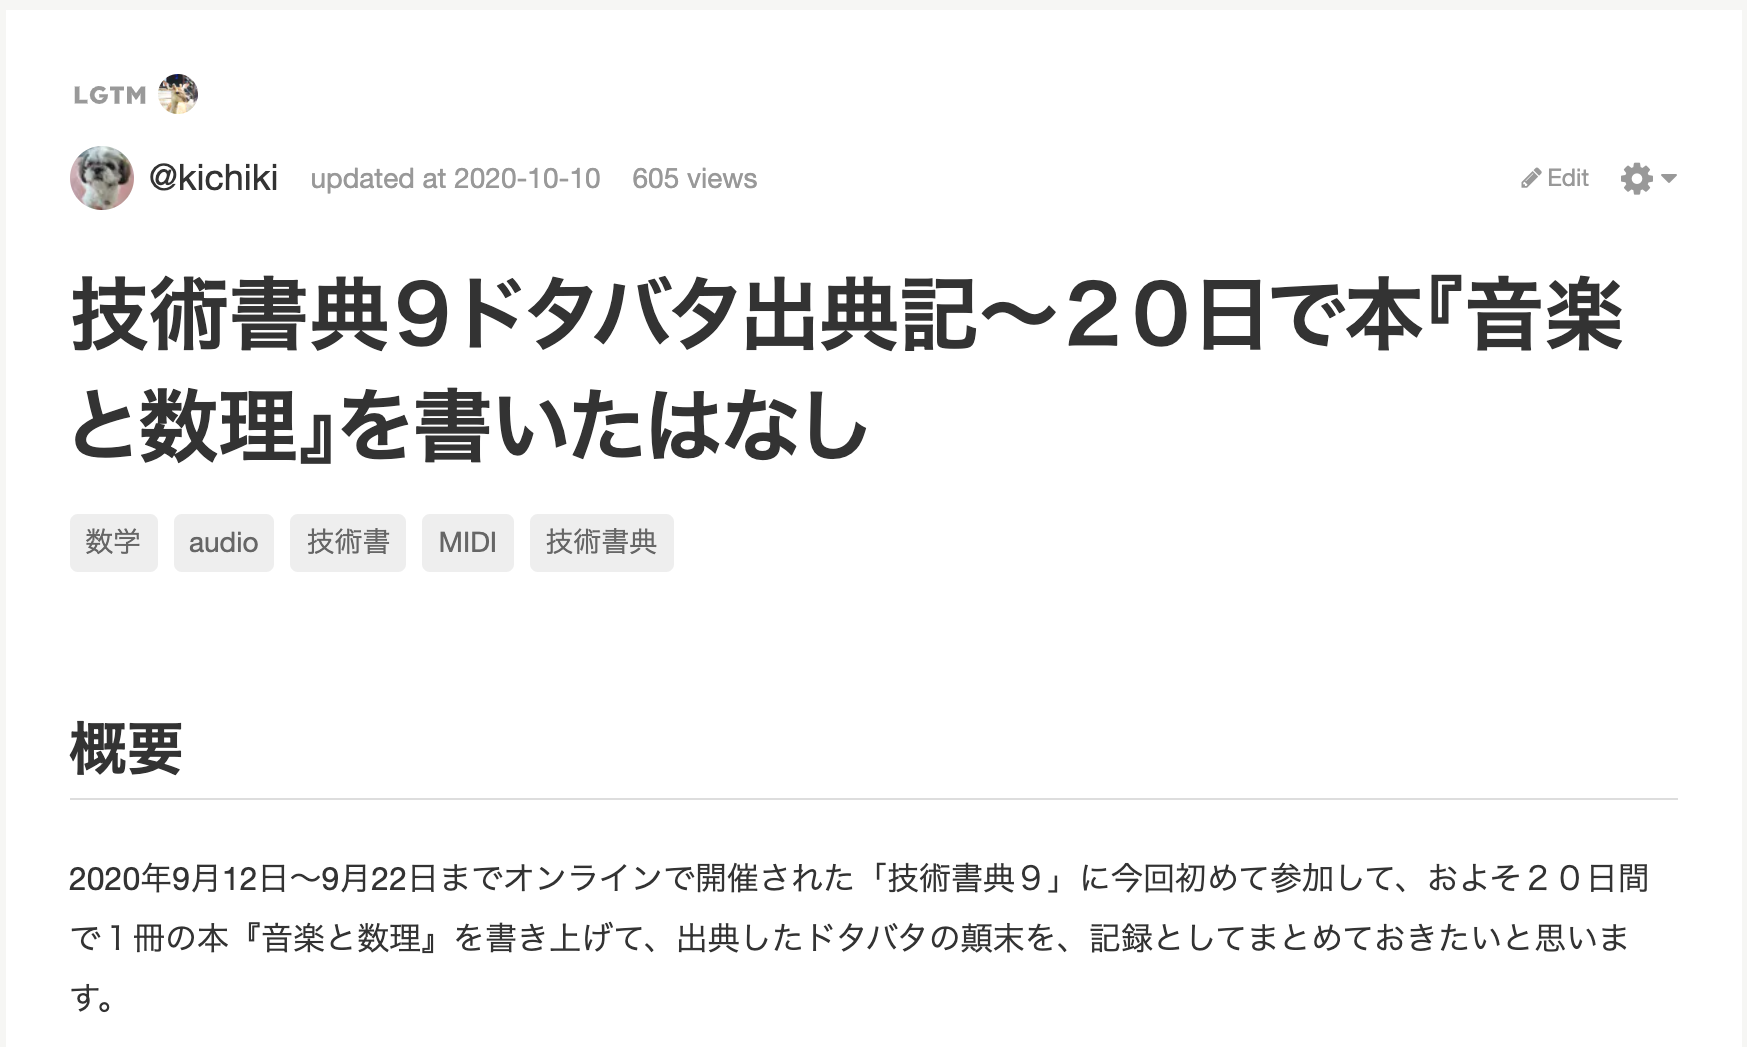 LGTM
@kichiki updated at 2020-10-10 605 views Edit
技術書典9ドタバタ出典記〜２０日で本『音楽
と数理』を書いたはなし
数学 audio 技術書 MIDI 技術書典
概要
2020年9月12日〜9月22日までオンラインで開催された「技術書典９」に今回初めて参加して、およそ２０日間
で１冊の本『音楽と数理』を書き上げて、出典したドタバタの顛末を、記録としてまとめておきたいと思いま
す。